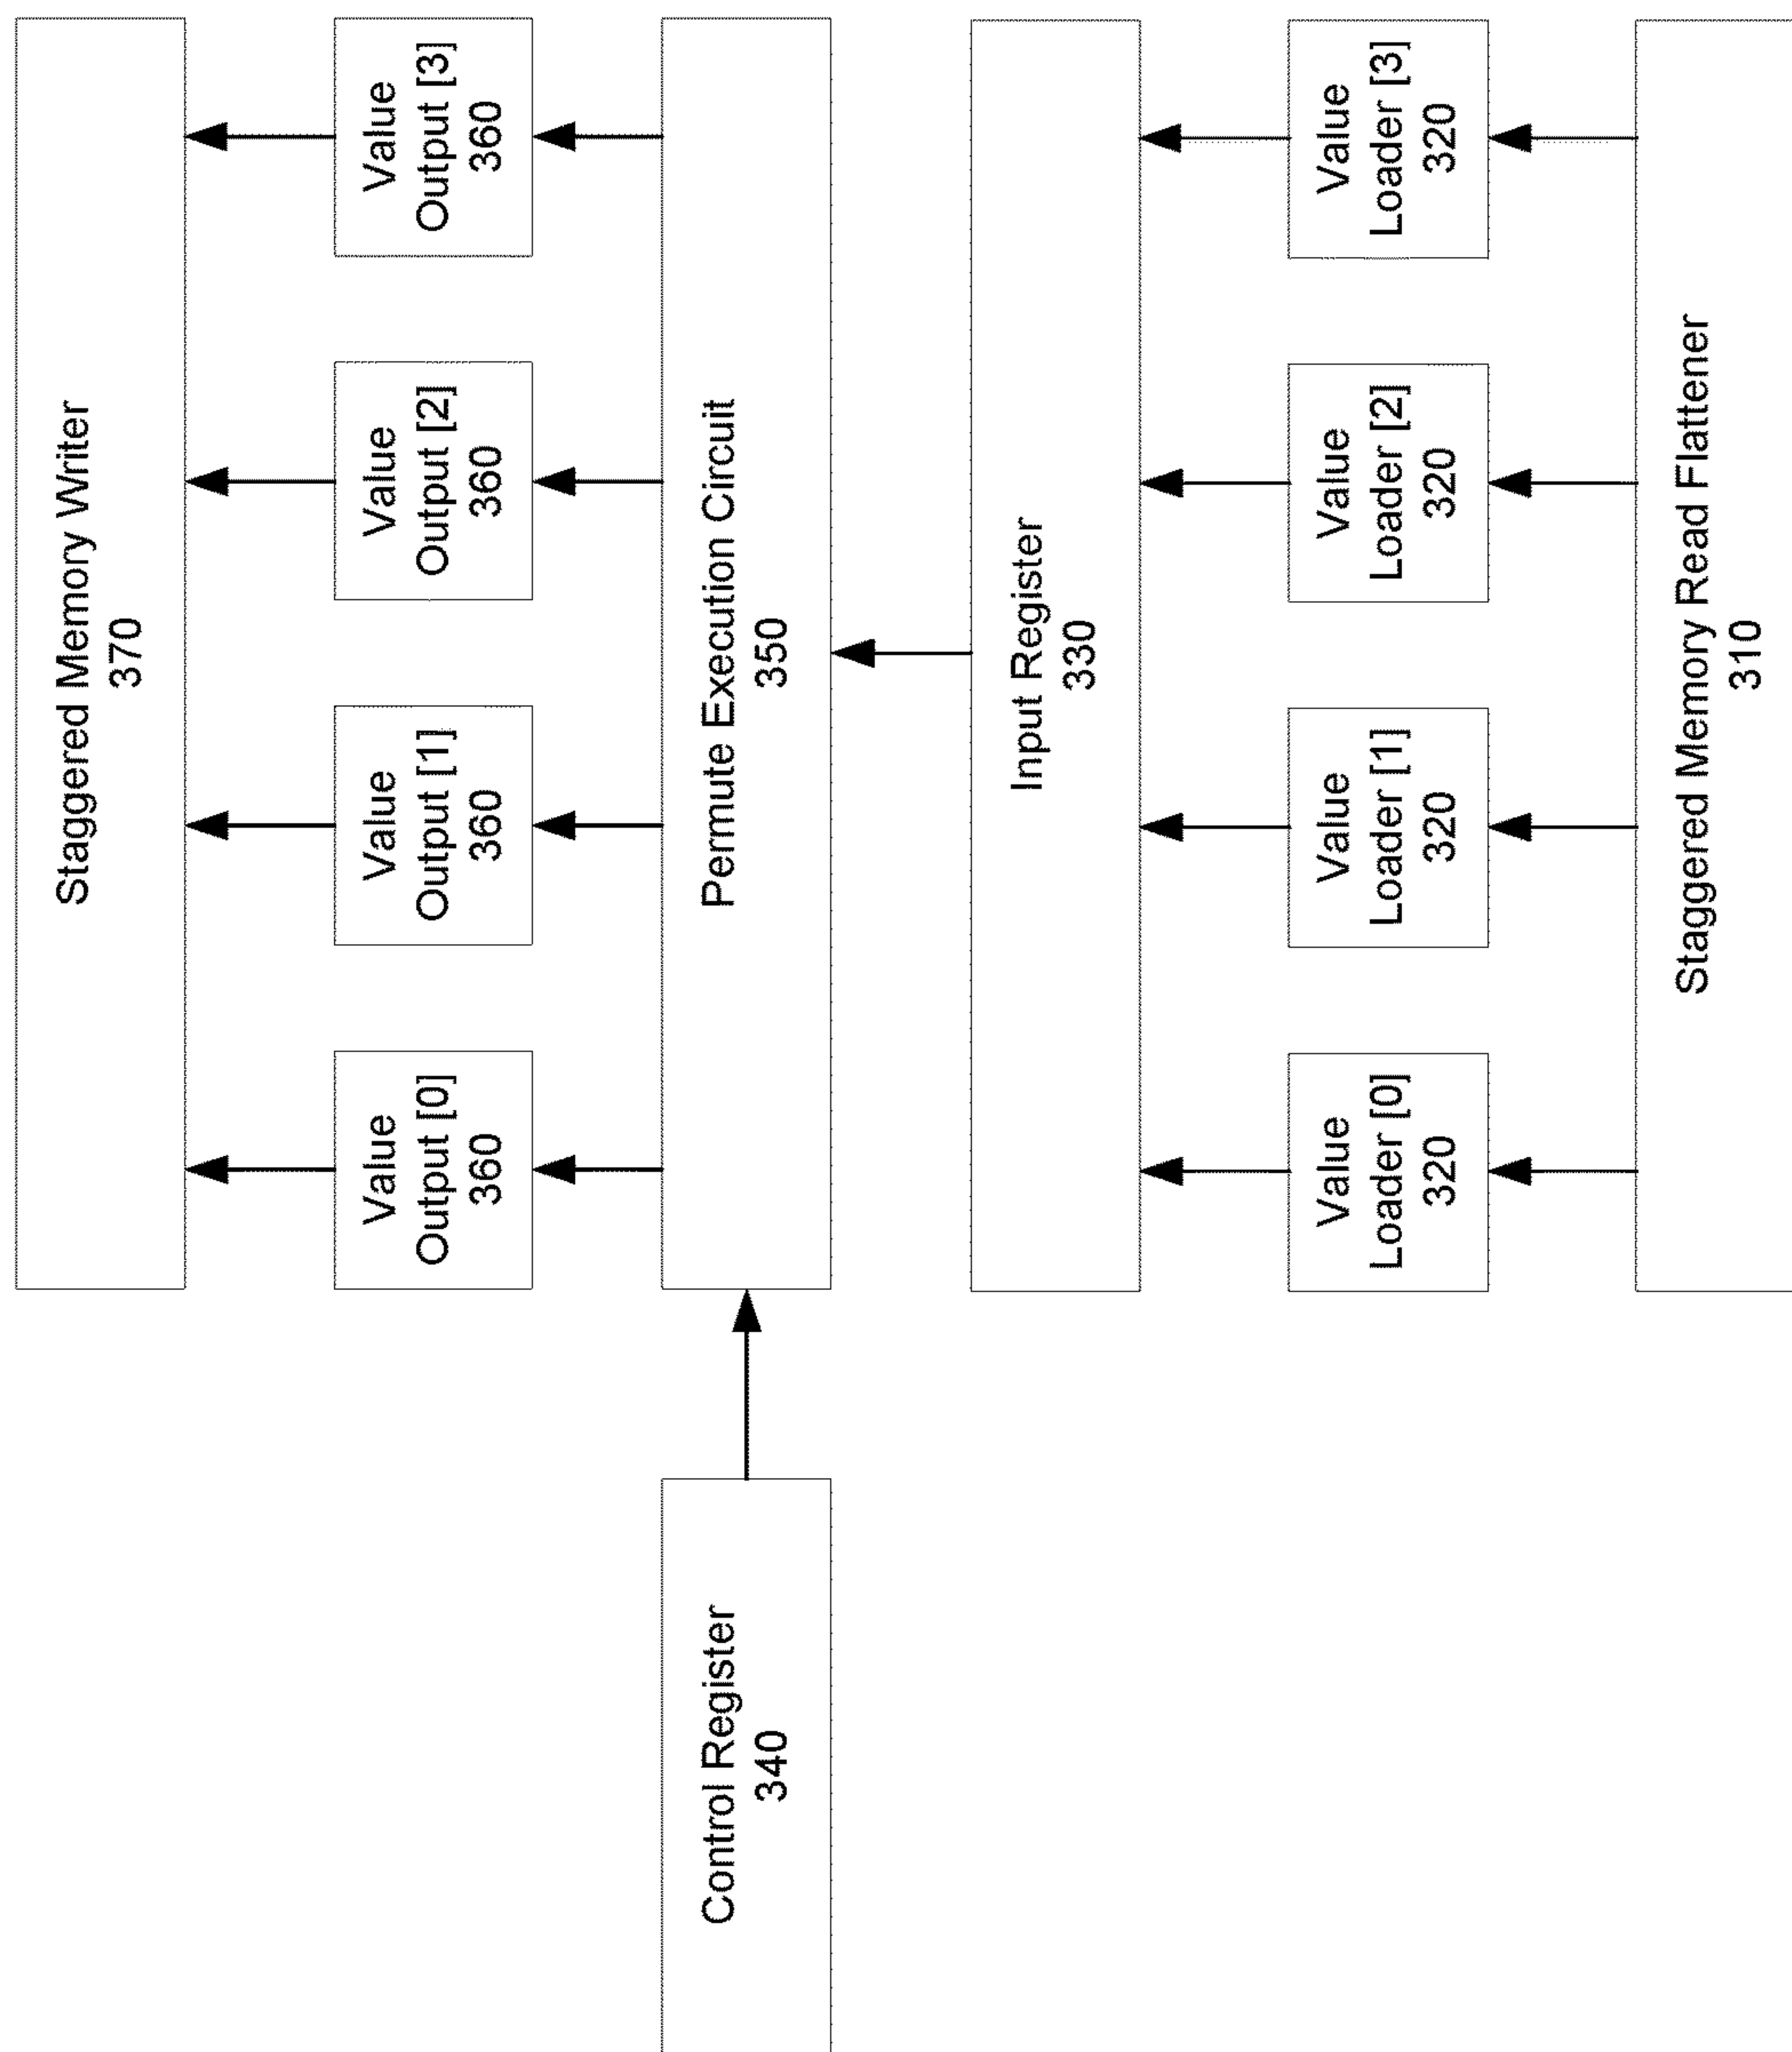 Staggered Memory Writer
370
Value
Output [0]
360
Value
Output [1]
360
Value
Output [2]
360
Value
Output [3]
360
Control Register
340
Permute Execution Circuit
350
Input Register
330
Value
Loader [0]
320
Value
Loader [1]
320
Value
Loader [2]
320
Value
Loader [3]
320
Staggered Memory Read Flattener
310